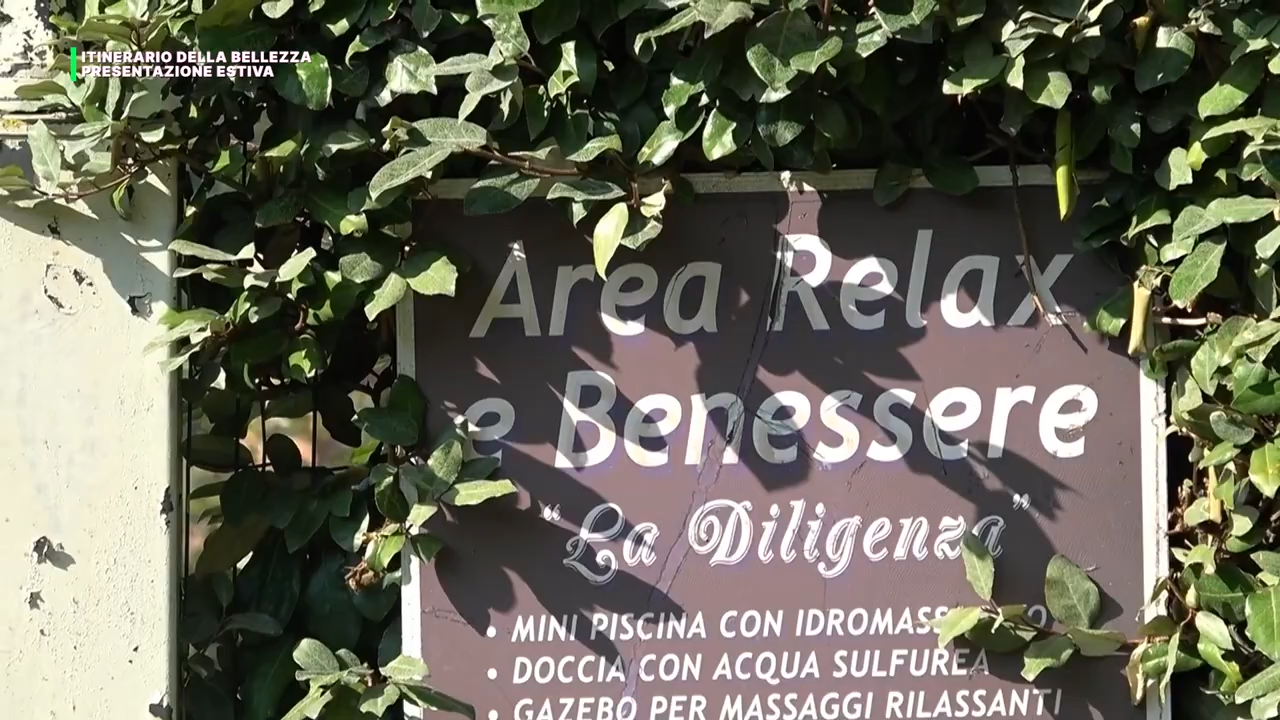 ITINERARIO DELLA BELLEZZA
PRESENTAZIONE ESTIVA
Area Relax
e Benessere
"La Diligenza"
• MINI PISCINA CON
• DOCCIA CON ACQUA SULFUREA
• GAZEBO PER MASSAGGI RILASSANTI